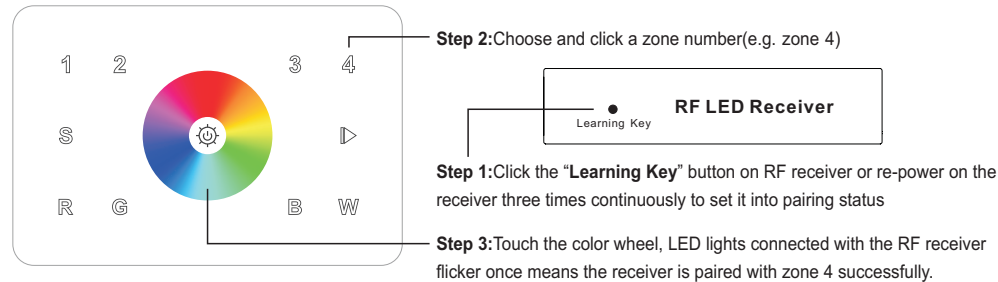 Step 2:Choose and click a zone number(e.g. zone 4)
1 2 3 4
RF LED Receiver
Learning Key
S
Step 1:Click the “Learning Key” button on RF receiver or re-power on the
receiver three times continuously to set it into pairing status
R G B W
Step 3:Touch the color wheel, LED lights connected with the RF receiver
flicker once means the receiver is paired with zone 4 successfully.